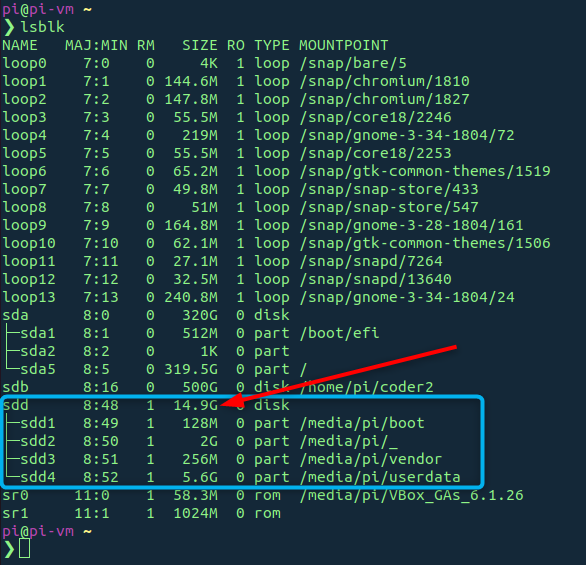 pi@pi-vm ~
❯ lsblk
NAME   MAJ:MIN RM   SIZE RO TYPE MOUNTPOINT
loop0    7:0    0     4K  1 loop /snap/bare/5
loop1    7:1    0 144.6M  1 loop /snap/chromium/1810
loop2    7:2    0 147.8M  1 loop /snap/chromium/1827
loop3    7:3    0  55.5M  1 loop /snap/core18/2246
loop4    7:4    0   219M  1 loop /snap/gnome-3-34-1804/72
loop5    7:5    0  55.5M  1 loop /snap/core18/2253
loop6    7:6    0  65.2M  1 loop /snap/gtk-common-themes/1519
loop7    7:7    0  49.8M  1 loop /snap/snap-store/433
loop8    7:8    0    51M  1 loop /snap/snap-store/547
loop9    7:9    0 164.8M  1 loop /snap/gnome-3-28-1804/161
loop10   7:10   0  62.1M  1 loop /snap/gtk-common-themes/1506
loop11   7:11   0  27.1M  1 loop /snap/snapd/7264
loop12   7:12   0  32.5M  1 loop /snap/snapd/13640
loop13   7:13   0 240.8M  1 loop /snap/gnome-3-34-1804/24
sda      8:0    0   320G  0 disk
├─sda1   8:1    0   512M  0 part /boot/efi
├─sda2   8:2    0     1K  0 part
└─sda5   8:5    0 319.5G  0 part /
sdb      8:16   0   500G  0 disk /home/pi/coder2
sdd      8:48   1  14.9G  0 disk
├─sdd1   8:49   1   128M  0 part /media/pi/boot
├─sdd2   8:50   1     2G  0 part /media/pi/_
├─sdd3   8:51   1   256M  0 part /media/pi/vendor
└─sdd4   8:52   1   5.6G  0 part /media/pi/userdata
sr0     11:0    1  58.3M  0 rom  /media/pi/VBox_GAs_6.1.26
sr1     11:1    1  1024M  0 rom
pi@pi-vm ~
❯